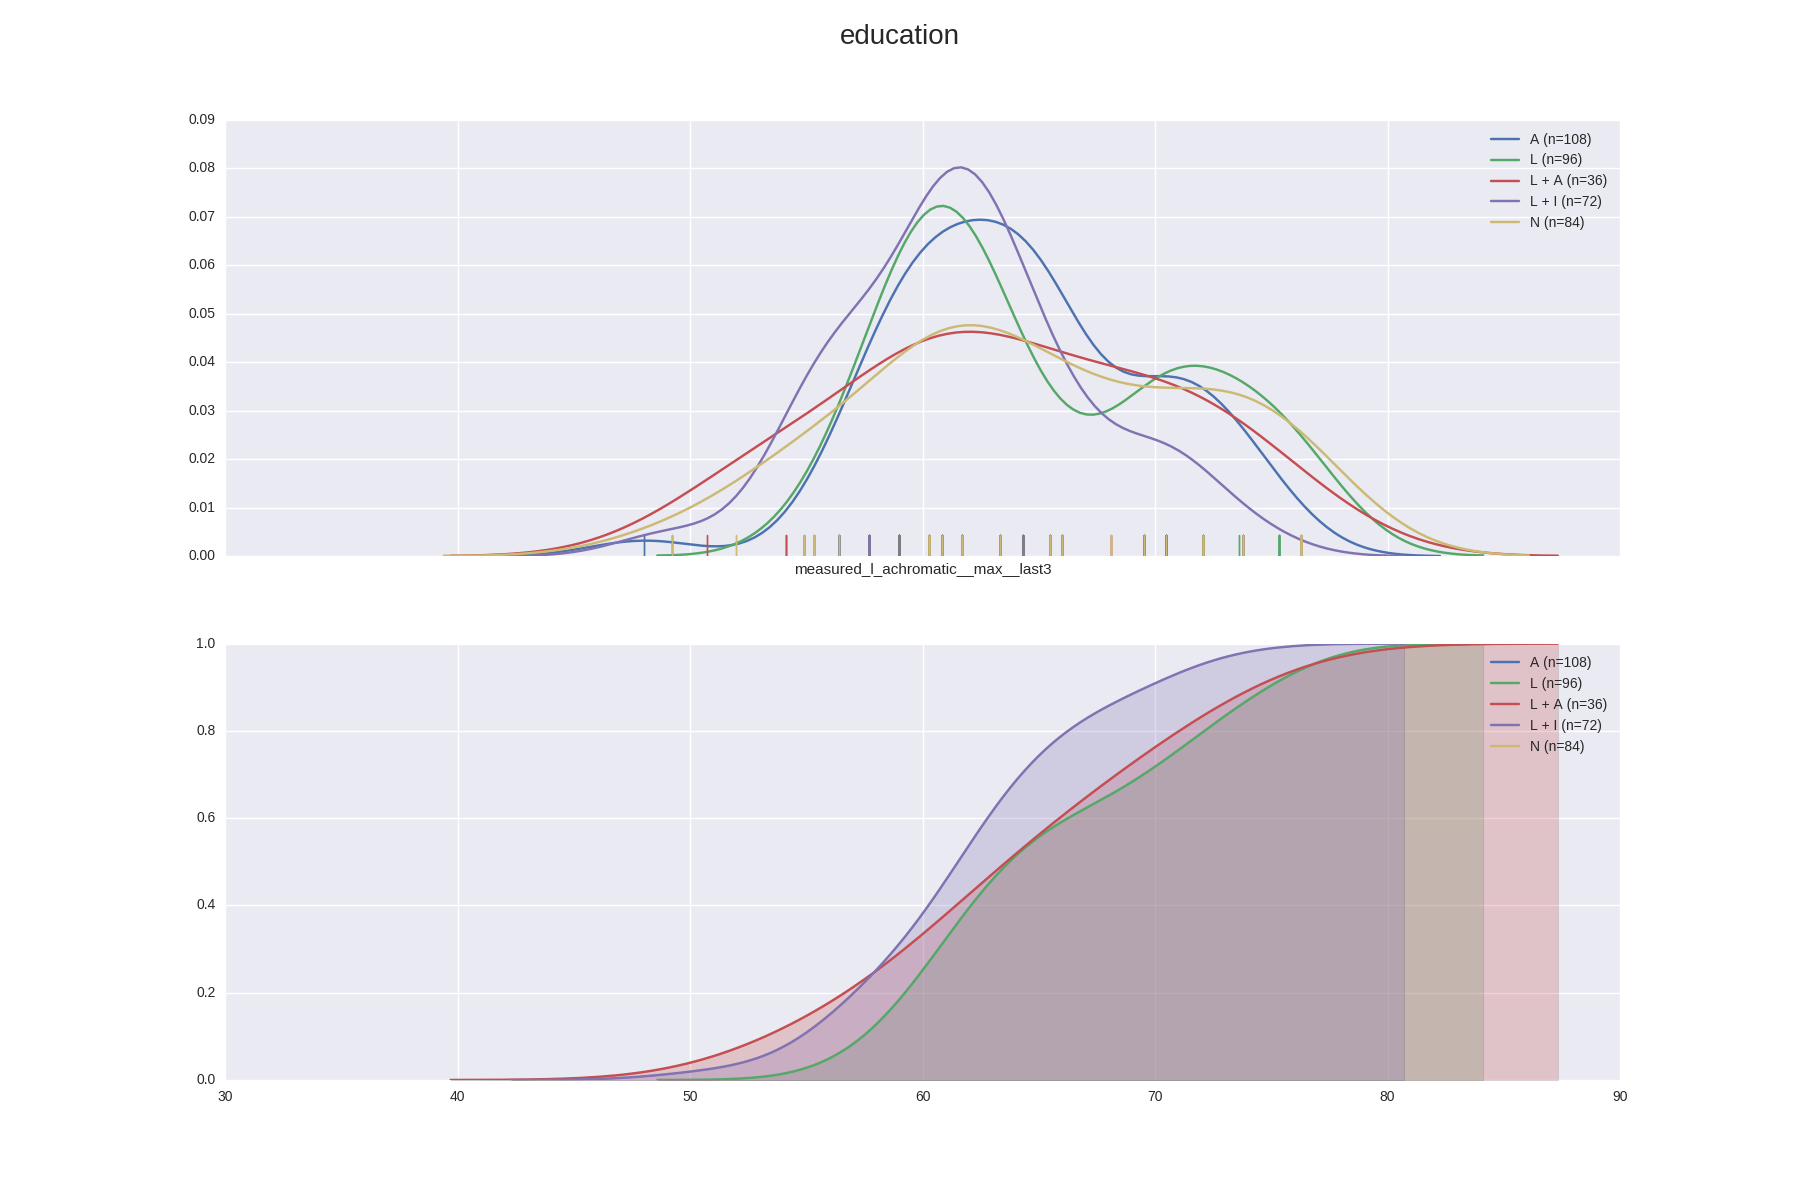 education
0.09
0.08
0.07
0.06
0.05
0.04
0.03
0.02
0.01
0.00
A (n=108)
L (n=96)
L + A (n=36)
L + I (n=72)
N (n=84)
measured_l_achromatic__max__last3
1.0
0.8
0.6
0.4
0.2
0.0
A (n=108)
L (n=96)
L + A (n=36)
L + I (n=72)
N (n=84)
30 40 50 60 70 80 90